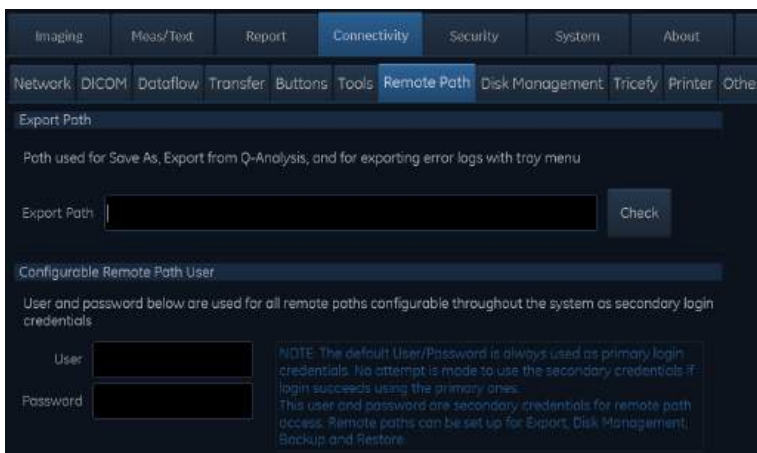 Imaging Meas/Text Report Connectivity Security System About
Network DICOM Dataflow Transfer Buttons Tools Remote Path Disk Management Tricefy Printer Othe
Export Path
Path used for Save As, Export from Q-Analysis, and for exporting error logs with tray menu
Export Path Check
Configurable Remote Path User
User and password below are used for all remote paths configurable throughout the system as secondary login
credentials
User
Password
NOTE: The default User/Password is always used as primary login
credentials. No attempt is made to use the secondary credentials if
login succeeds using the primary ones.
This user and password are secondary credentials for remote path
access. Remote paths can be set up for Export, Disk Management,
Backup and Restore.